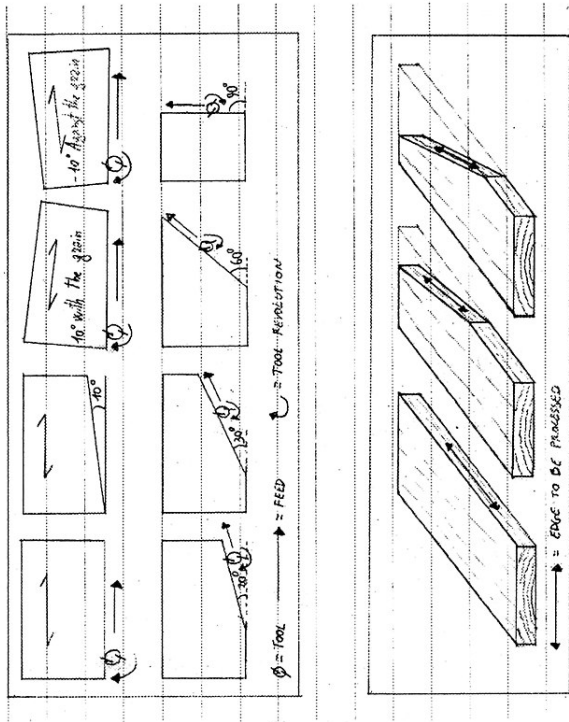 10°
10° with the grain
-10° Against the grain
20°
30°
60°
90°
Φ = TOOL
= FEED
= TOOL REVOLUTION
= EDGE TO BE PROCESSED